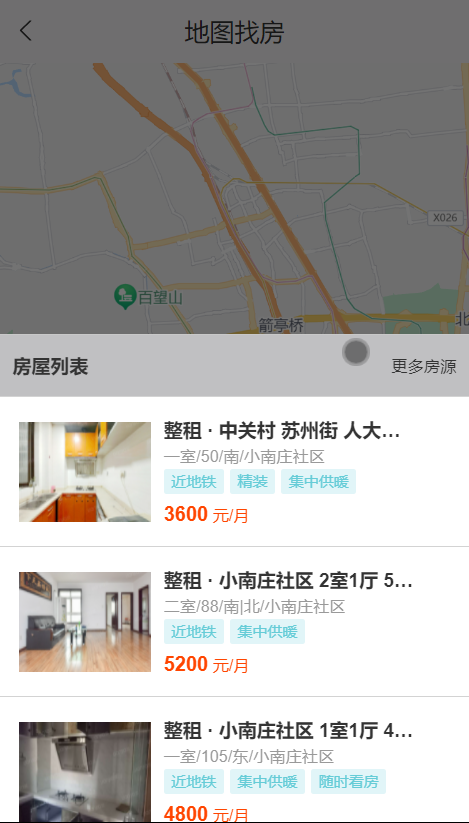 地图找房
X026
百望山
箭亭桥
北
房屋列表
更多房源
整租 · 中关村 苏州街 人大...
一室/50/南/小南庄社区
近地铁 精装 集中供暖
3600 元/月
整租 · 小南庄社区 2室1厅 5...
二室/88/南|北/小南庄社区
近地铁 集中供暖
5200 元/月
整租 · 小南庄社区 1室1厅 4...
一室/105/东/小南庄社区
近地铁 集中供暖 随时看房
4800 元/月